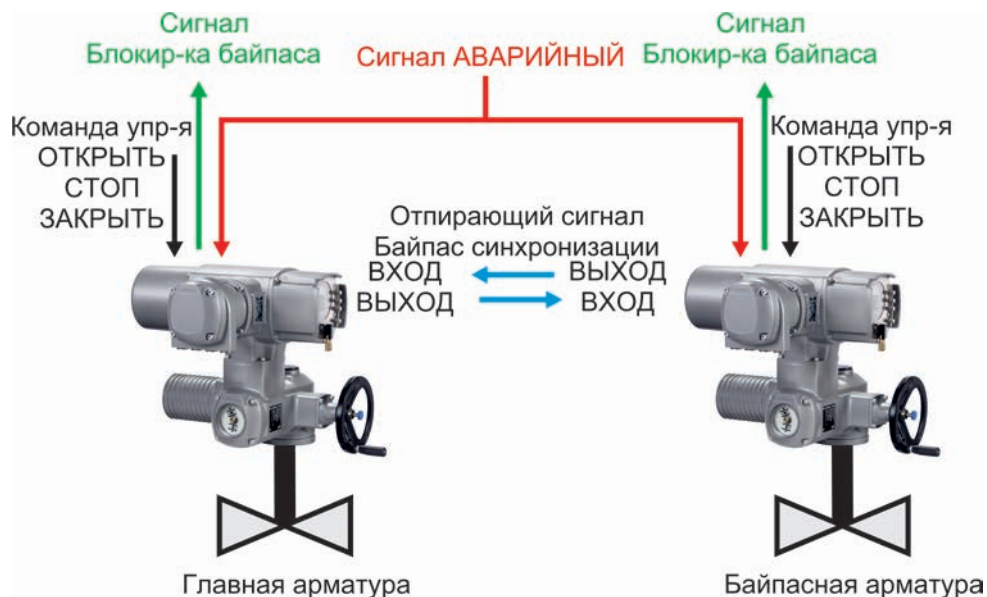 Сигнал
Блокир-ка байпаса
Сигнал АВАРИЙНЫЙ
Сигнал
Блокир-ка байпаса
Команда упр-я
ОТКРЫТЬ
СТОП
ЗАКРЫТЬ
Команда упр-я
ОТКРЫТЬ
СТОП
ЗАКРЫТЬ
Отпирающий сигнал
Байпас синхронизации
ВХОД ВЫХОД
ВЫХОД ВХОД
Главная арматура
Байпасная арматура